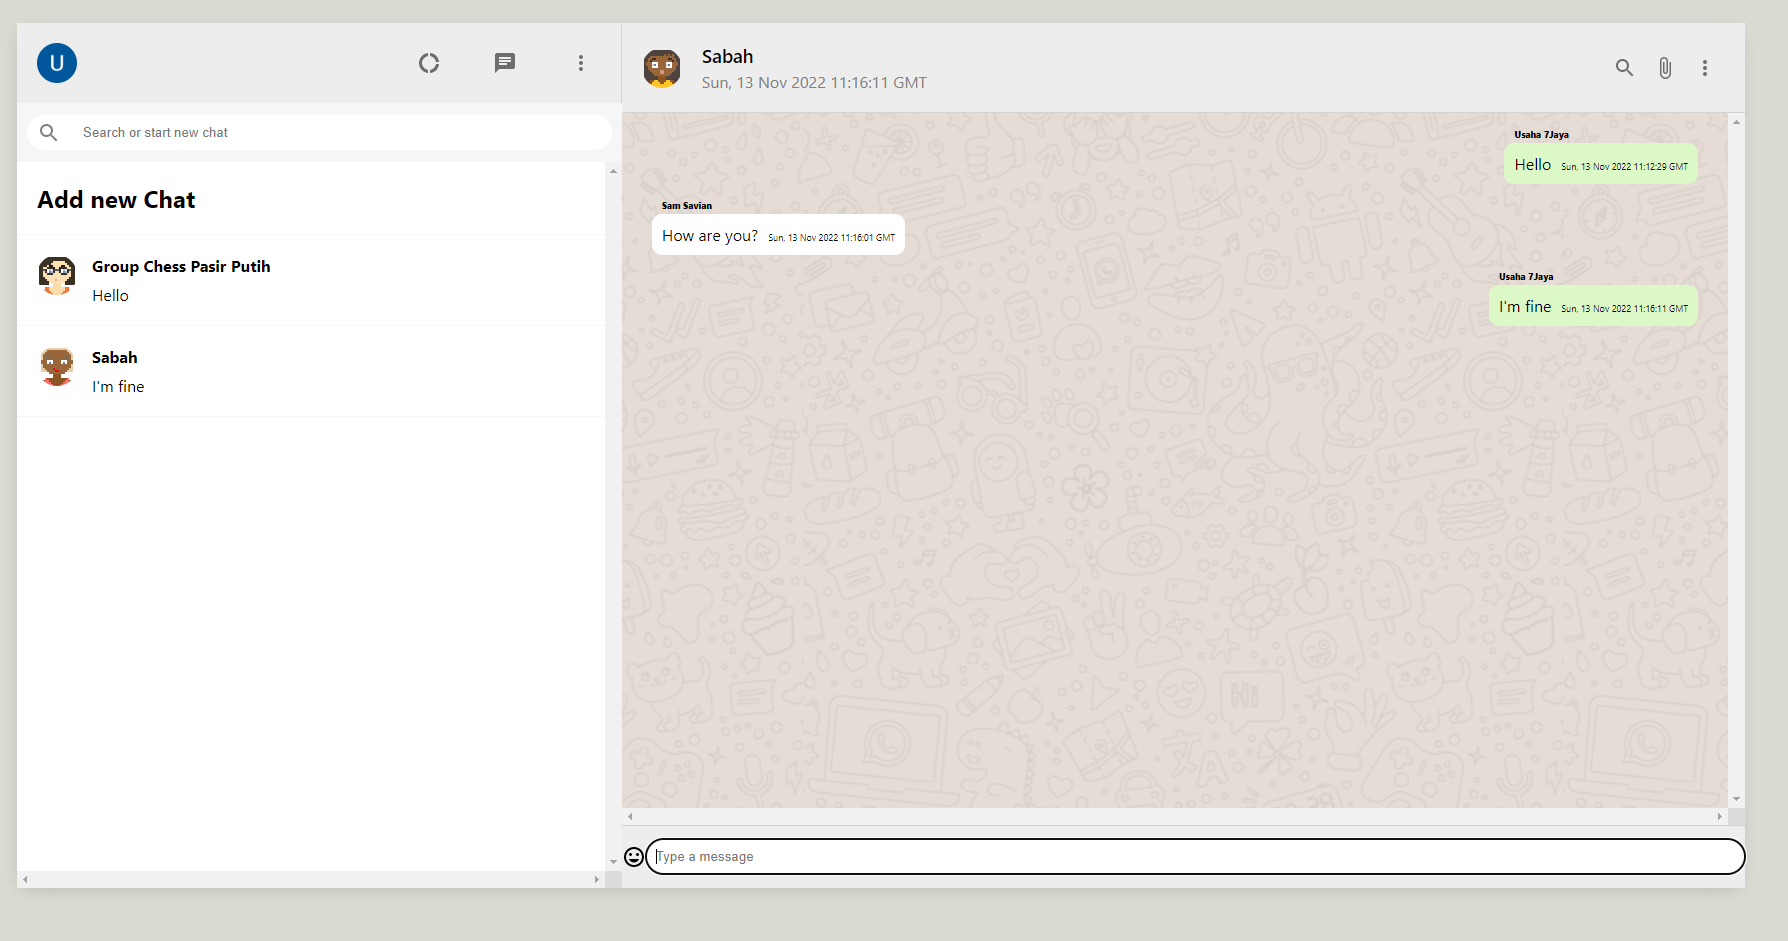 U
Search or start new chat
Add new Chat
Group Chess Pasir Putih
Hello
Sabah
I'm fine
Sabah
Sun, 13 Nov 2022 11:16:11 GMT
Usaha 7Jaya
Hello Sun, 13 Nov 2022 11:12:29 GMT
Sam Savian
How are you? Sun, 13 Nov 2022 11:16:01 GMT
Usaha 7Jaya
I'm fine Sun, 13 Nov 2022 11:16:11 GMT
Hi
Type a message